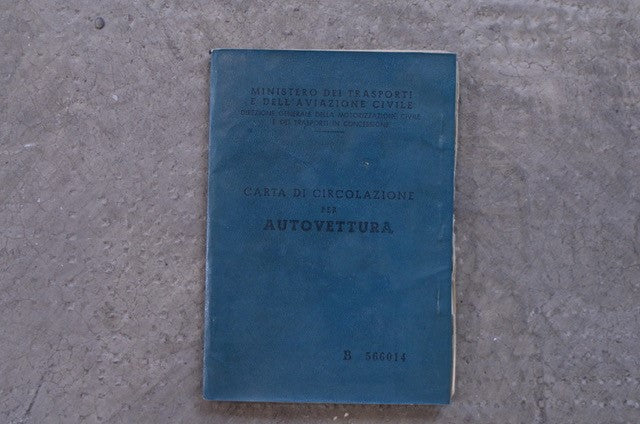 MINISTERO DEI TRASPORTI
E DELL'AVIAZIONE CIVILE
DIREZIONE GENERALE DELLA MOTORIZZAZIONE CIVILE
E DEI TRASPORTI IN CONCESSIONE
CARTA DI CIRCOLAZIONE
PER
AUTOVETTURA
B 566014